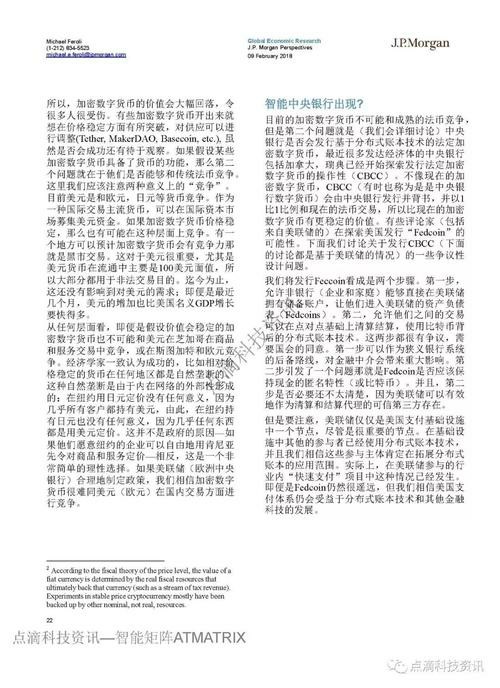 Michael Feroli
(1-212) 834-5523
michael.e.feroli@jpmorgan.com
Global Economic Research
J.P. Morgan Perspectives
09 February 2018
J.P.Morgan
所以，加密数字货币的价值会大幅回落，令
很多人很受伤。有些加密数字货币开出来就
想在价格稳定方面有所突破，对供应可以进
行调整(Tether, MakerDAO, Basecoin, etc.), 虽
然是否会成功还有待于观察。如果假设某些
加密数字货币具备了货币的功能，那么第二
个问题就在于他们是否能够和传统法币竞争。
这里我们应该注两种意义上的“竞争”。
目前美元是和欧元，日元等货币竞争。作为
一种国际交易主流货币，可以在国际资本市
场募集美元资金。如果加密数字货币价格稳
定，那么也有可能在这种层面上竞争。有一
个地方可以预计加密数字货币会有竞争力那
就是黑市交易。这对于美元很重要，尤其是
美元货币在流通中主要是100美元面值，所
以大部分都用于非法交易目的。迄今为止，
这还没有影响到对美元的需求；即便是最近
几个月，美元的增加也比美国名义GDP增长
要快得多。
从任何层面看，即便是假设价值会稳定的加
密数字货币也不可能和美元在芝加哥在商品
和服务交易中竞争，或在斯图加特和欧元竞
争。经济学家一致认为成功的，比如相对价
格稳定的货币在任何地区都是自然垄断的。
这种自然垄断是由于内在网络的外部性形成
的；在纽约用日元定价没有任何意义，因为
几乎所有客户都持有美元，由此，在纽约持
有日元也没有任何意义，因为几乎任何东西
都是用美元定价。这并不是政府的原因—如
果他们愿意纽约的企业可以自由地用肯尼亚
先令对商品和服务定价—相反，这是一个非
常简单的理性选择。如果美联储（欧洲中央
银行）合理地制定政策，我们相信加密数字
货币很难同美元（欧元）在国内交易方面进
行竞争。
智能中央银行出现?
目前的加密数字货币不可能和成熟的法币竞争，
但是第二个问题就是（我们会详细讨论）中央
银行是否会发行基于分布式账本技术的法定加
密数字货币，最近很多发达经济体的中央银行
包括加拿大，瑞典已经开始探索发行法定加密
数字货币的操作性（CBCC）。不像现在的加
密数字货币，CBCC（有时也称为是是中央银
行数字货币）会由中央银行发行并背书，并以1
比1比例和现在的法币交易，所以比现在的加密
数字货币有更稳定的价值。有些评论家（包括
来自美联储的）在探索美国发行“Fedcoin”的
可能性。下面我们讨论关于发行CBCC（下面
的讨论都是基于美联储的情况）的一些争议性
设计问题。
我们将发行Feccoin看成是两个步骤。第一步，
允许非银行（企业和家庭）能够直接在美联储
拥有储备账户，让他们进入美联储的资产负债
表（Fedcoins）。第二，允许他们之间的交易
可以在点对点基础上清算结算，使用比特币背
后的分布式账本技术。这两步都很有争议，需
要国会的同意。第一步可以作为狭义银行系统
的后备路线，对金融中介会带来重大影响。第
二步引发了一个问题那就是Fedcoin是否应该保
持现金的匿名特性（或比特币）。并且，第二
步是否必要还不太清楚，因为美联储可以有效
地作为清算和结算代理的可信第三方存在。
但是要注意，美联储仅仅是美国支付基础设施
中一个节点，尽管是很重要的节点。在基础设
施中其他的参与者已经使用分布式账本技术，
并且我们相信这些参与主体肯定在拓展分布式
账本的应用范围。实际上，在美联储参与的行
业内“快速支付”项目中这种情况已经发生。
即便是Fedcoin仍然很遥远，但我们相信美国支
付体系仍会受益于分布式账本技术和其他金融
科技的发展。
2 According to the fiscal theory of the price level, the value of a
fiat currency is determined by the real fiscal resources that
ultimately back that currency (such as a stream of tax revenue).
Experiments in stable price cryptocurrency mostly have been
backed up by other nominal, not real, resources.
22
点滴科技资讯—智能矩阵ATMATRIX
点滴科技资讯